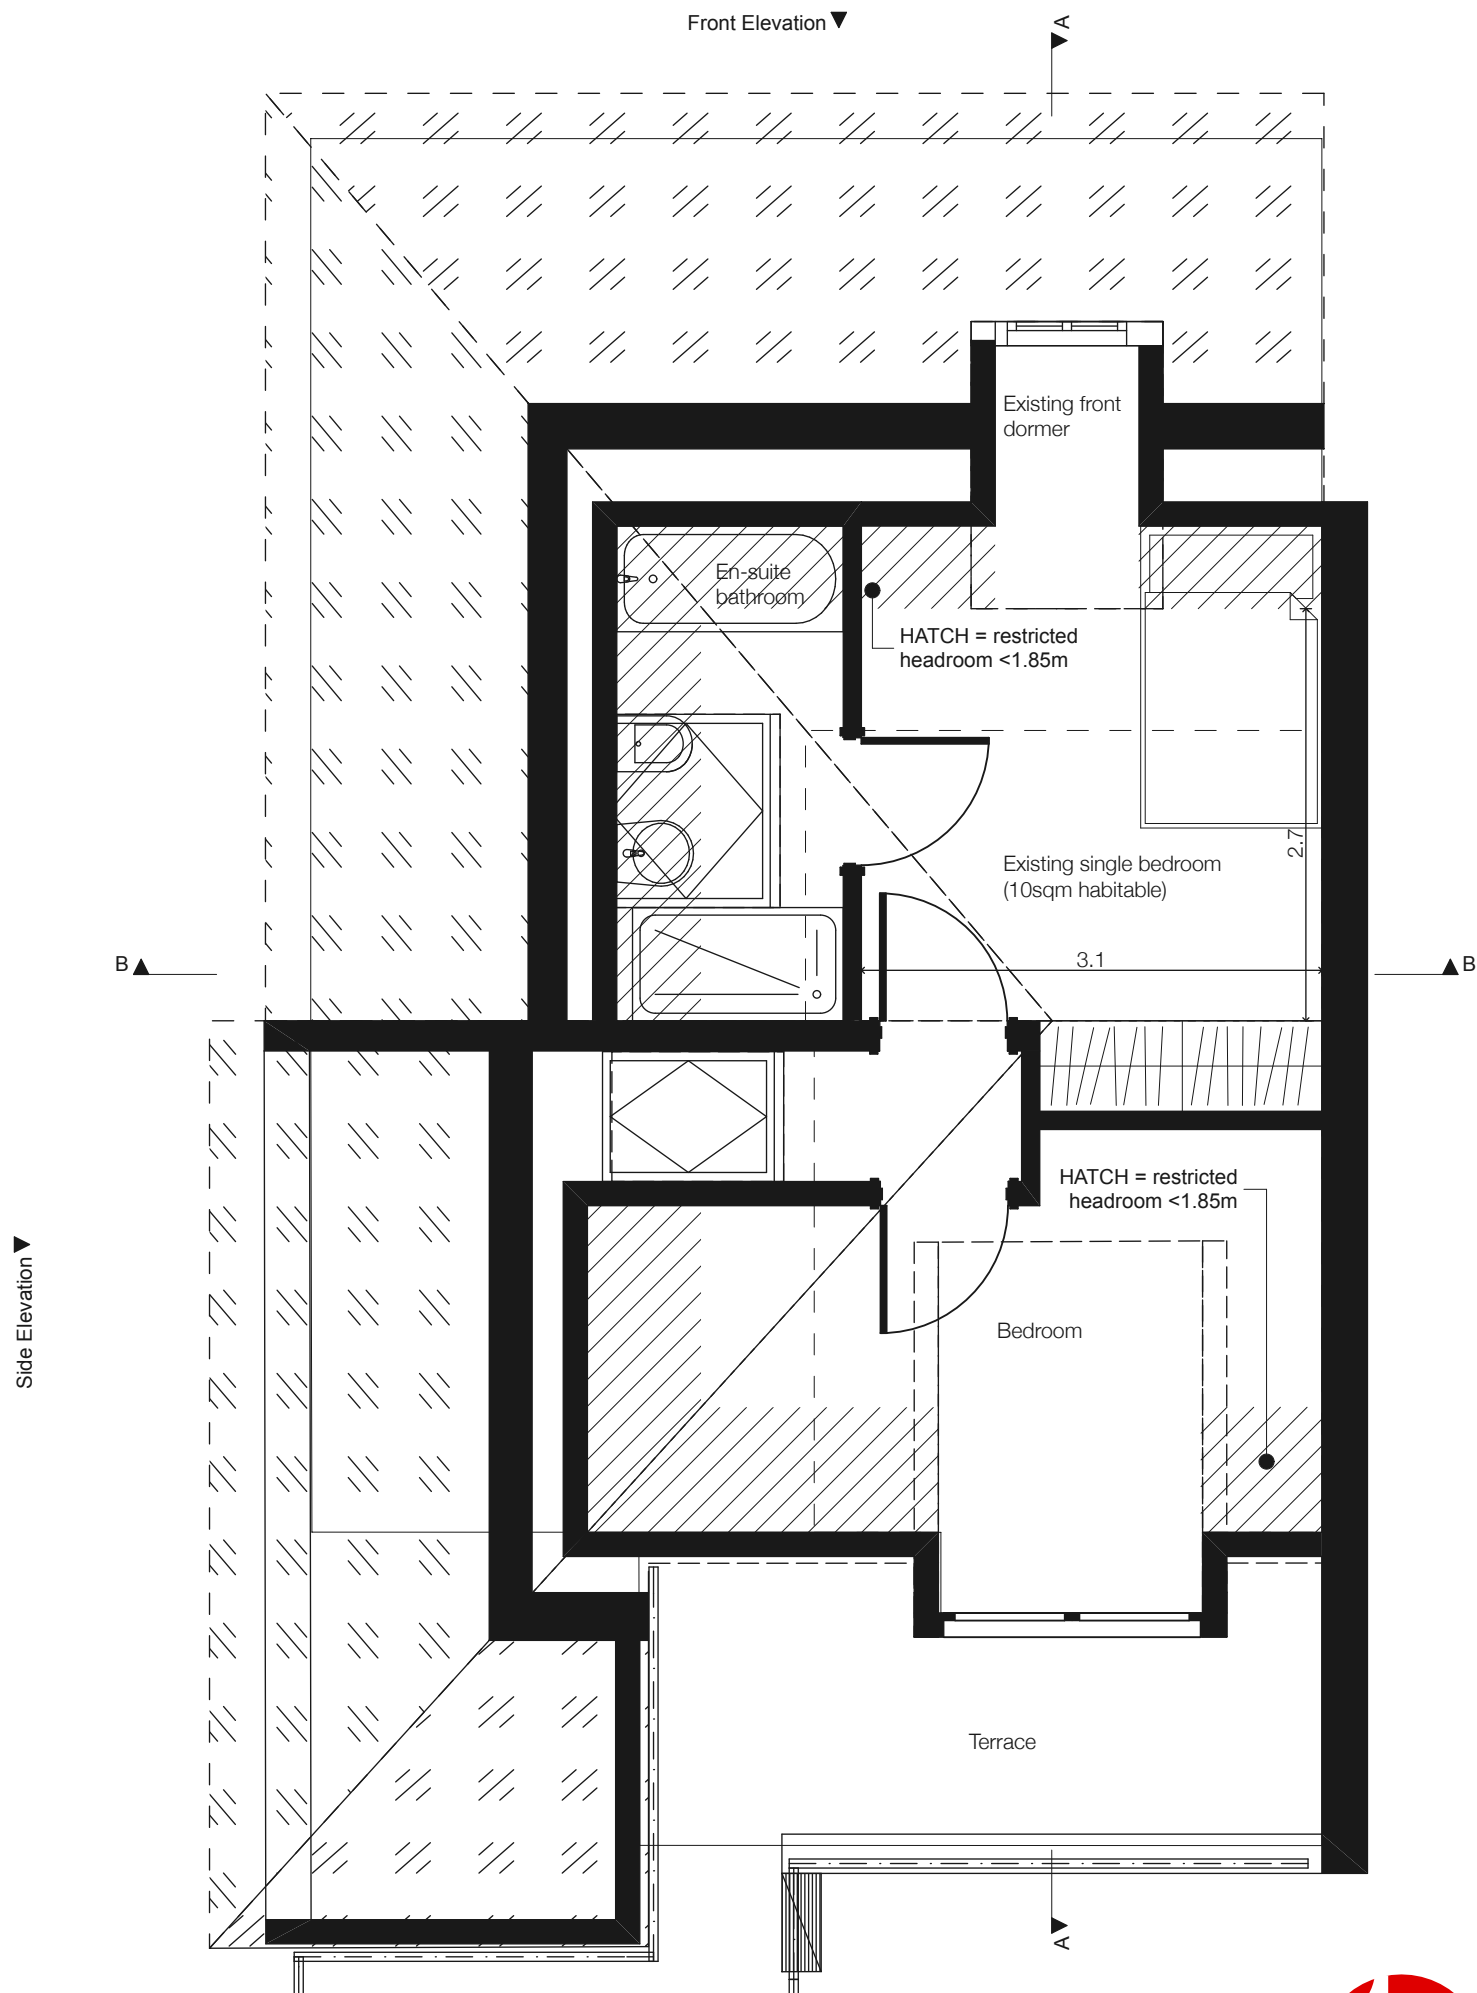 Front Elevation
A
Existing front
dormer
En-suite
bathroom
HATCH = restricted
headroom <1.85m
2.7
Existing single bedroom
(10sqm habitable)
B
3.1
B
HATCH = restricted
headroom <1.85m
Side Elevation
Bedroom
Terrace
A